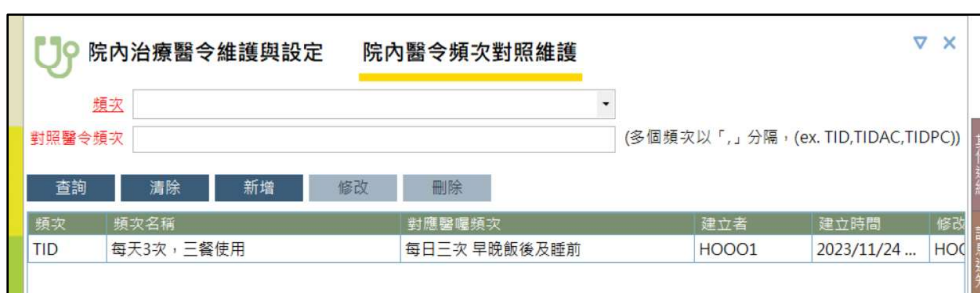 院內治療醫令維護與設定 院內醫令頻次對照維護
頻次
對照醫令頻次 (多個頻次以「,」分隔，(ex. TID,TIDAC,TIDPC))
查詢 清除 新增 修改 刪除
頻次 頻次名稱 對應醫囑頻次 建立者 建立時間 修改
TID 每天3次，三餐使用 每日三次 早晚飯後及睡前 HOOO1 2023/11/24 ... HOO